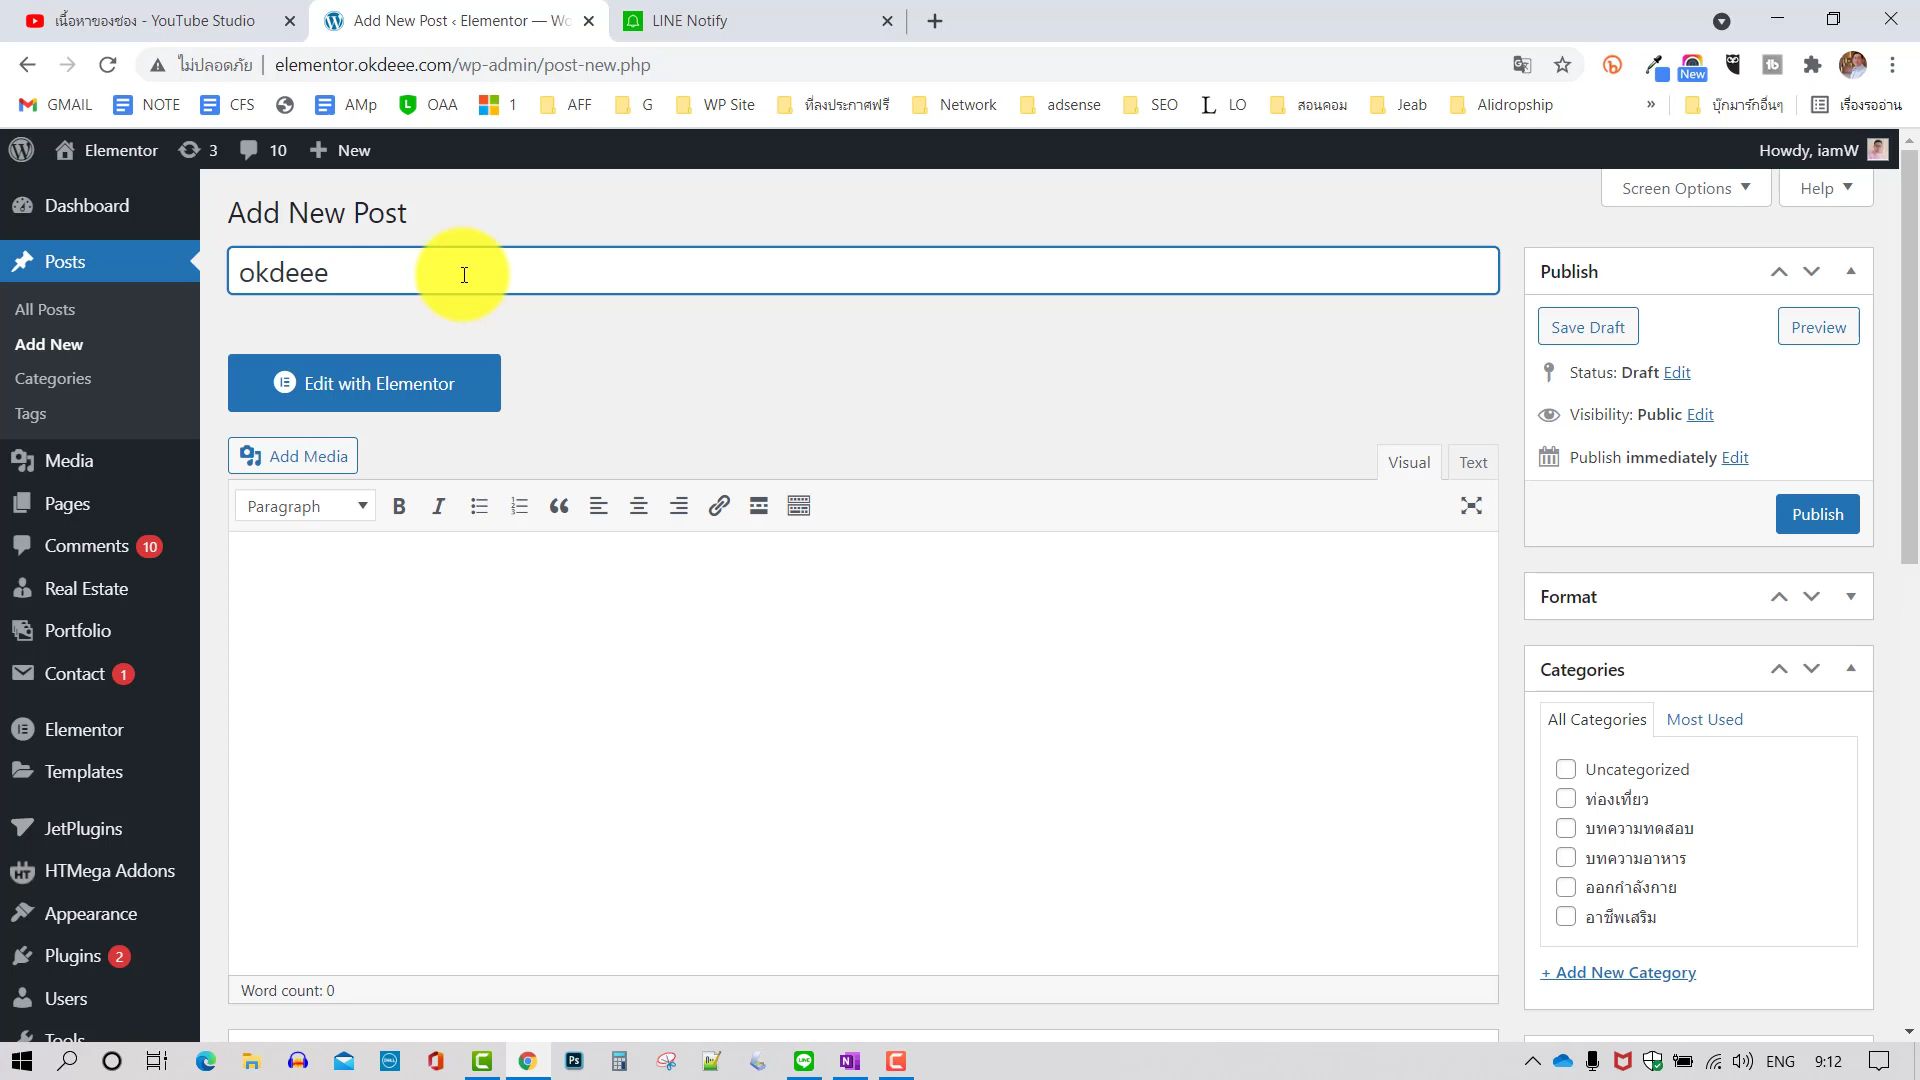 เนื้อหาของช่อง - YouTube Studio
Add New Post ‹ Elementor — Wo
LINE Notify
ไม่ปลอดภัย
elementor.okdeee.com/wp-admin/post-new.php
New
GMAIL
NOTE
CFS
AMp
OAA
1
AFF
G
WP Site
ที่ลงประกาศฟรี
Network
adsense
SEO
LO
สอนคอม
Jeab
Alidropship
»
บุ๊กมาร์กอื่นๆ
เรื่องรออ่าน
Elementor
3
10
New
Howdy, iamW
Screen Options
Help
Dashboard
Posts
All Posts
Add New
Categories
Tags
Media
Pages
Comments 10
Real Estate
Portfolio
Contact 1
Elementor
Templates
JetPlugins
HTMega Addons
Appearance
Plugins 2
Users
Tools
Add New Post
okdeee
Edit with Elementor
Add Media
Visual
Text
Paragraph
Word count: 0
Publish
Save Draft
Preview
Status: Draft Edit
Visibility: Public Edit
Publish immediately Edit
Publish
Format
Categories
All Categories
Most Used
Uncategorized
ท่องเที่ยว
บทความทดสอบ
บทความอาหาร
ออกกำลังกาย
อาชีพเสริม
+ Add New Category
ENG
9:12